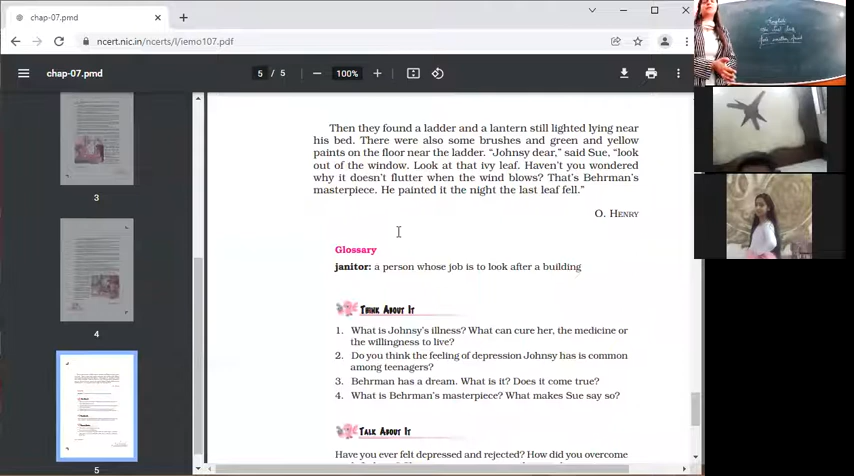 chap-07.pmd
ncert.nic.in/ncerts/l/iemo107.pdf
chap-07.pmd
5 / 5
100%
Then they found a ladder and a lantern still lighted lying near
his bed. There were also some brushes and green and yellow
paints on the floor near the ladder. “Johnsy dear,” said Sue, “look
out of the window. Look at that ivy leaf. Haven’t you wondered
why it doesn’t flutter when the wind blows? That’s Behrman’s
masterpiece. He painted it the night the last leaf fell.”
O. HENRY
Glossary
janitor: a person whose job is to look after a building
THINK ABOUT IT
1. What is Johnsy’s illness? What can cure her, the medicine or
the willingness to live?
2. Do you think the feeling of depression Johnsy has is common
among teenagers?
3. Behrman has a dream. What is it? Does it come true?
4. What is Behrman’s masterpiece? What makes Sue say so?
TALK ABOUT IT
Have you ever felt depressed and rejected? How did you overcome
3
4
5
English
The last leaf